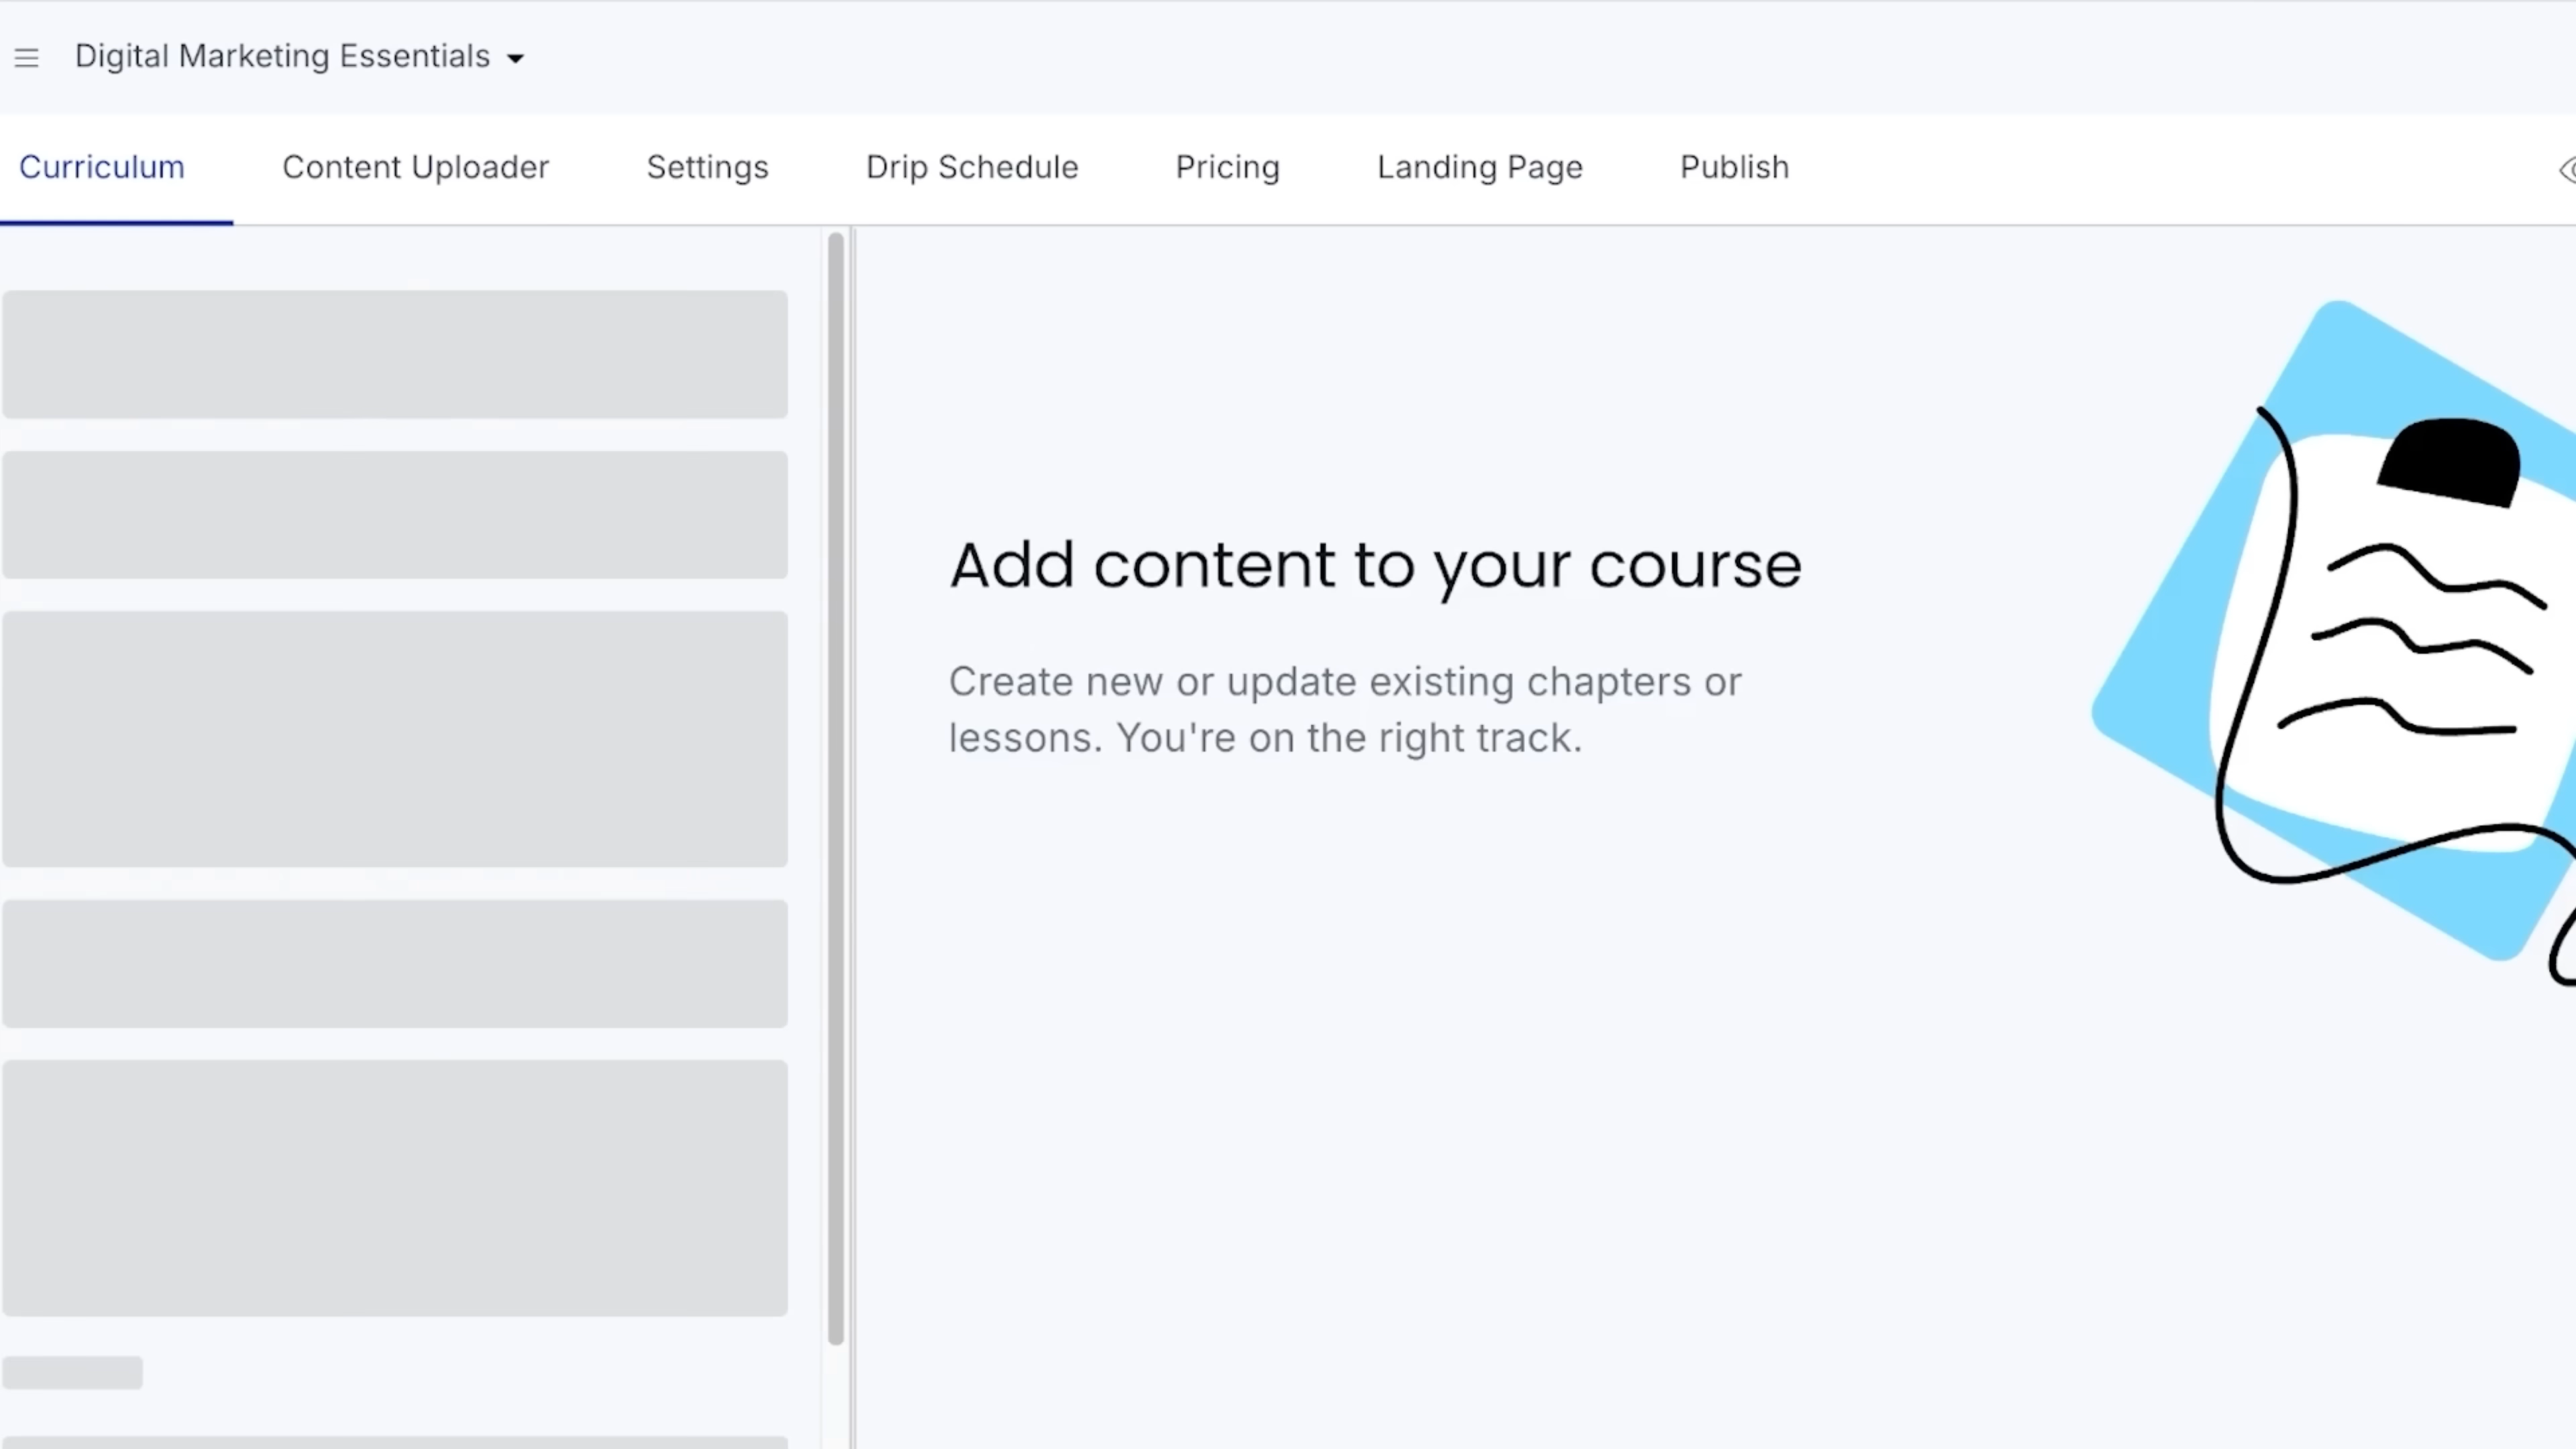 Digital Marketing Essentials
Curriculum Content Uploader Settings Drip Schedule Pricing Landing Page Publish
Add content to your course
Create new or update existing chapters or
lessons. You're on the right track.